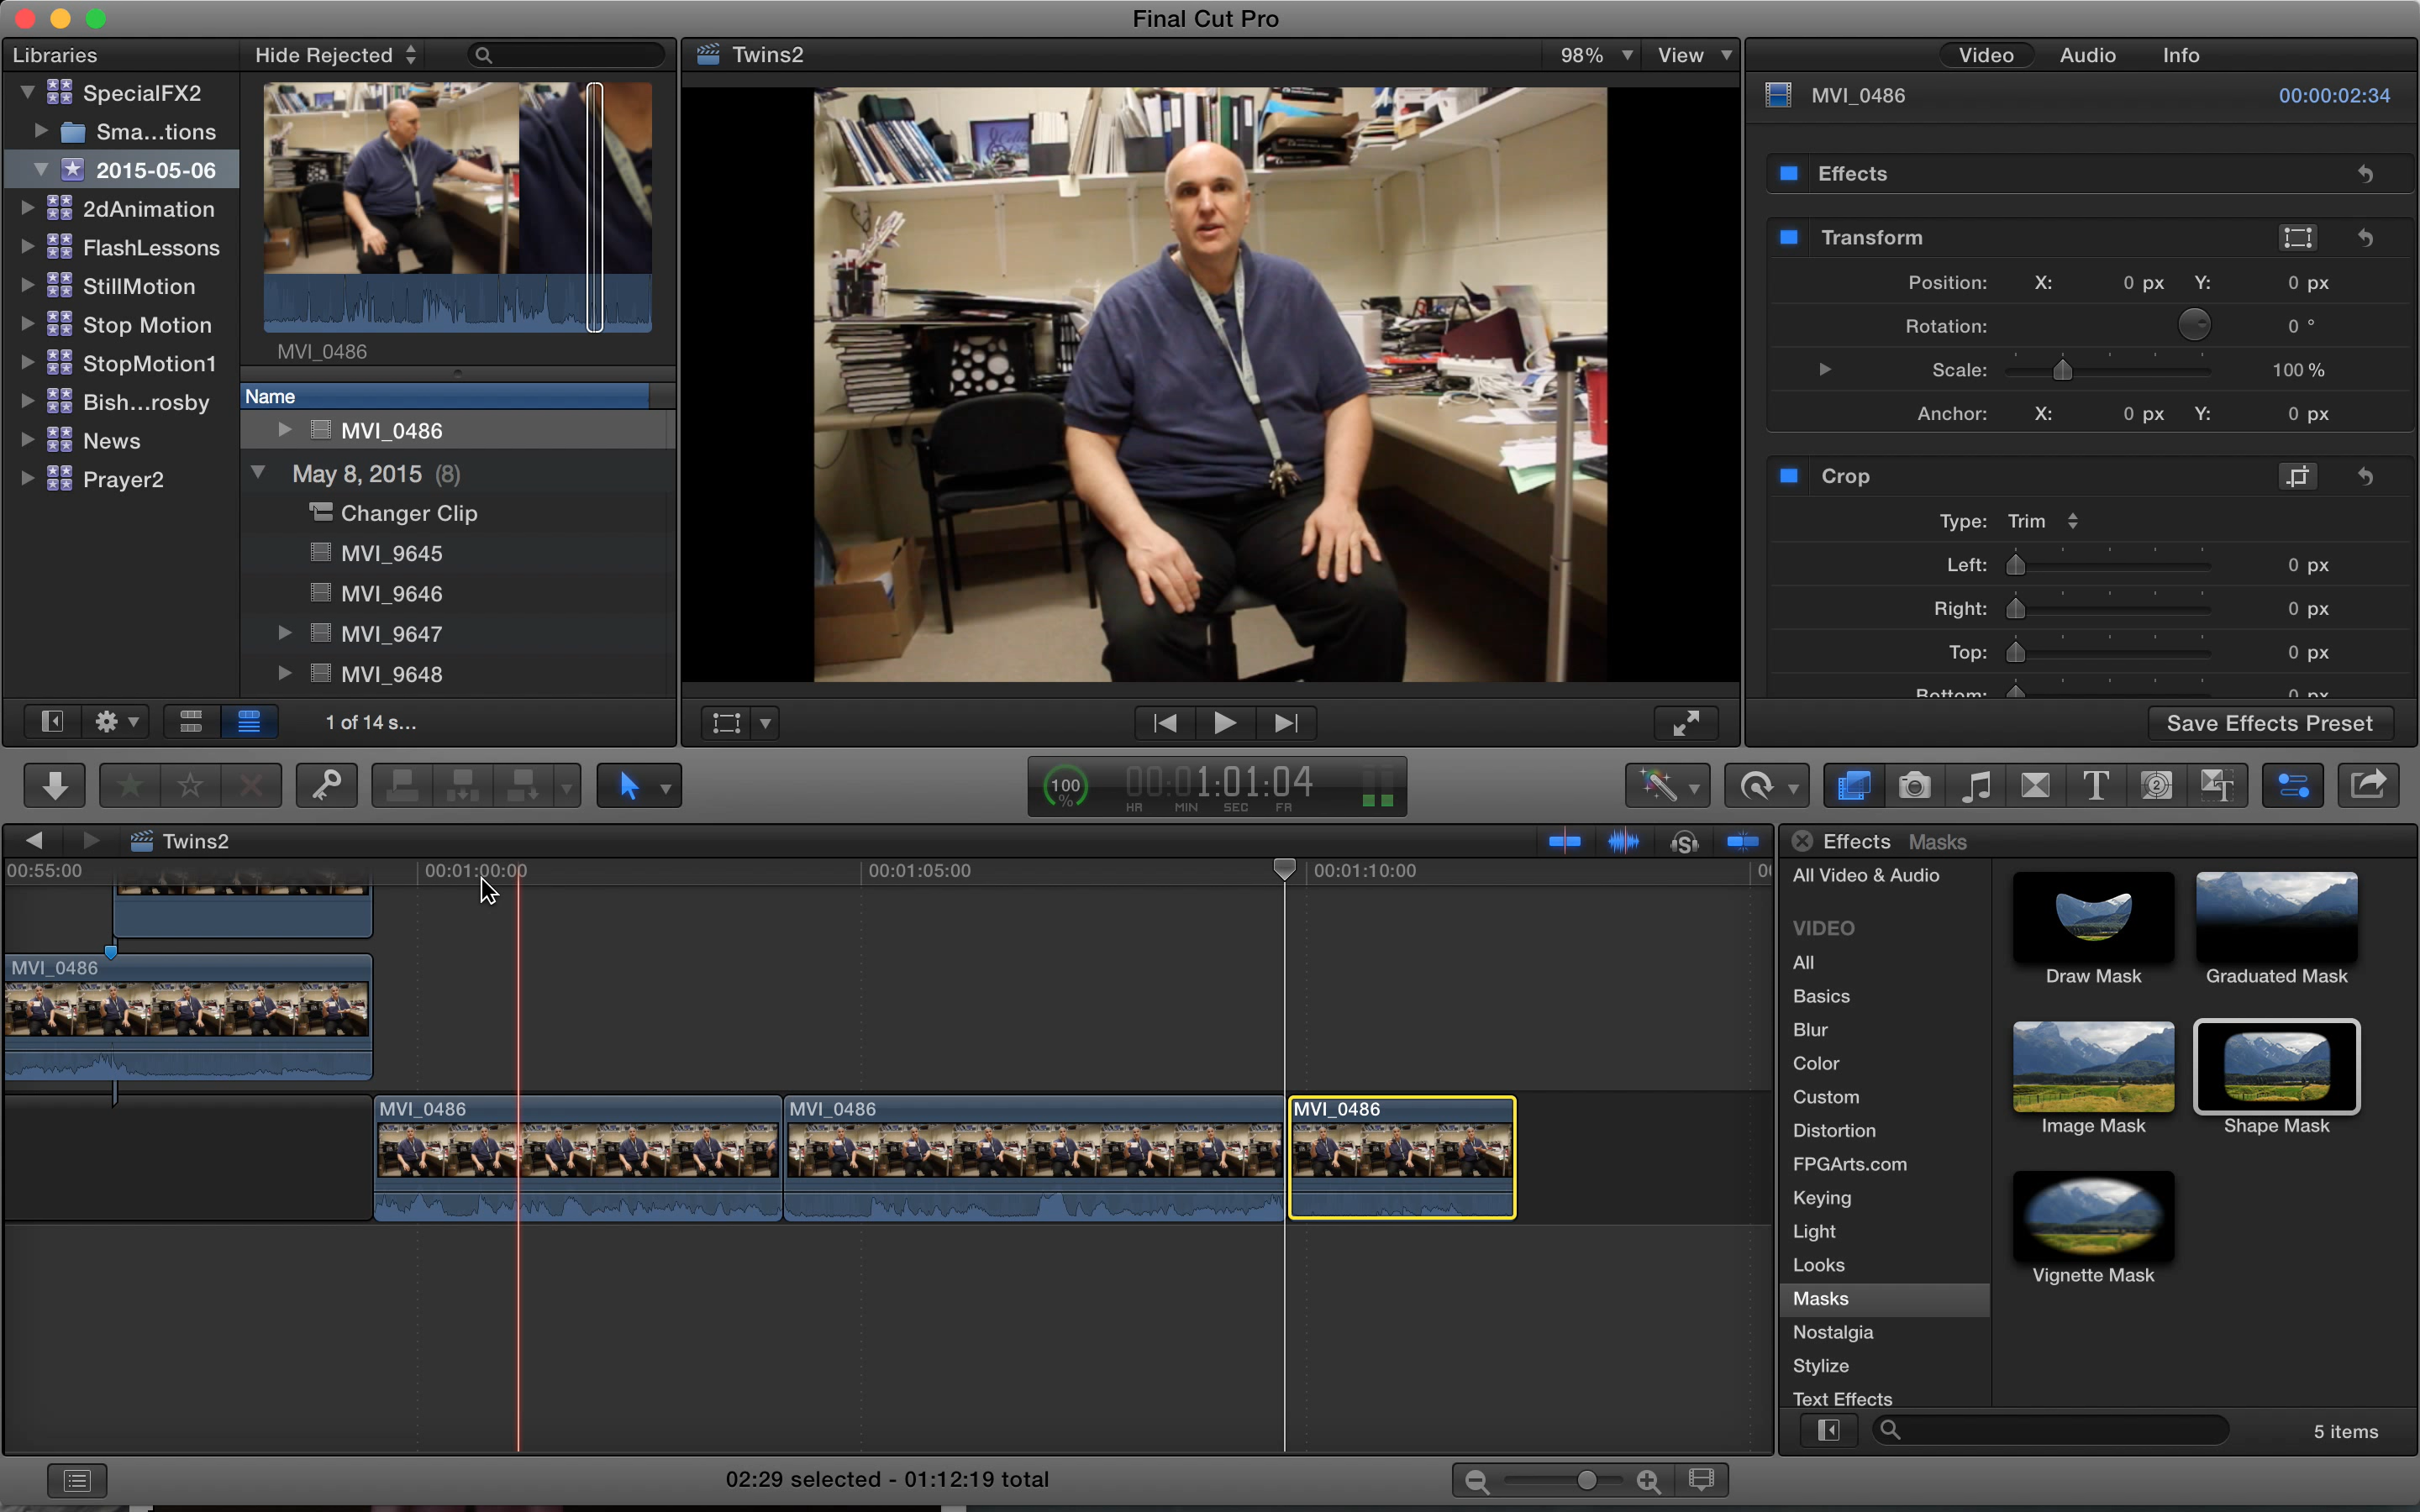 Final Cut Pro
Libraries
Hide Rejected
SpecialFX2
Sma...tions
2015-05-06
2dAnimation
FlashLessons
StillMotion
Stop Motion
StopMotion1
Bish...rosby
News
Prayer2
MVI_0486
Name
MVI_0486
May 8, 2015 (8)
Changer Clip
MVI_9645
MVI_9646
MVI_9647
MVI_9648
1 of 14 s...
Twins2
98%
View
Video Audio Info
MVI_0486 00:00:02:34
Effects
Transform
Position: X: 0 px Y: 0 px
Rotation: 0 °
Scale: 100 %
Anchor: X: 0 px Y: 0 px
Crop
Type: Trim
Left: 0 px
Right: 0 px
Top: 0 px
Bottom: 0 px
Save Effects Preset
100 %
00:01:01:04
HR MIN SEC FR
Twins2
00:55:00 00:01:00:00 00:01:05:00 00:01:10:00
MVI_0486
MVI_0486 MVI_0486 MVI_0486
Effects Masks
All Video & Audio
VIDEO
All
Basics
Blur
Color
Custom
Distortion
FPGArts.com
Keying
Light
Looks
Masks
Nostalgia
Stylize
Text Effects
Draw Mask
Graduated Mask
Image Mask
Shape Mask
Vignette Mask
5 items
02:29 selected - 01:12:19 total